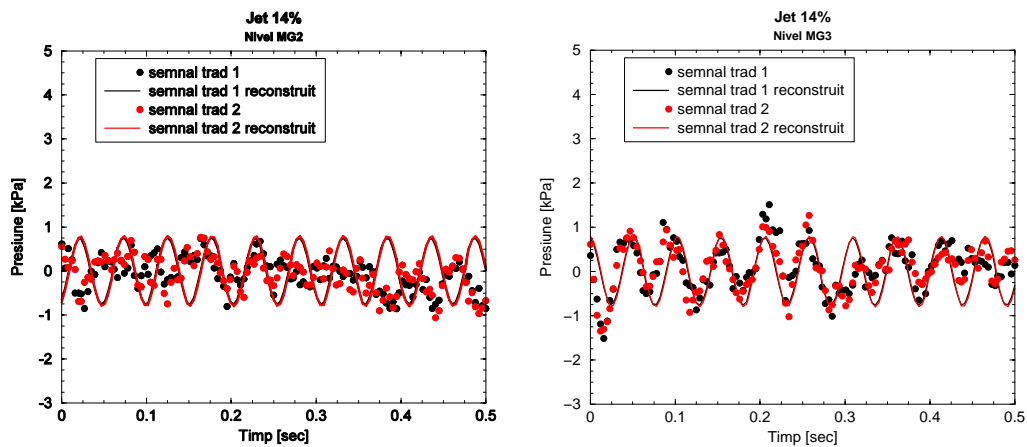 Jet 14%
Nivel MG2
5
4
3
2
1
0
-1
-2
-3
Presiune [kPa]
semnal trad 1
semnal trad 1 reconstruit
semnal trad 2
semnal trad 2 reconstruit
0
0.1
0.2
0.3
0.4
0.5
Timp [sec]
Jet 14%
Nivel MG3
5
4
3
2
1
0
−1
−2
−3
Presiune [kPa]
semnal trad 1
semnal trad 1 reconstruit
semnal trad 2
semnal trad 2 reconstruit
0
0.1
0.2
0.3
0.4
0.5
Timp [sec]